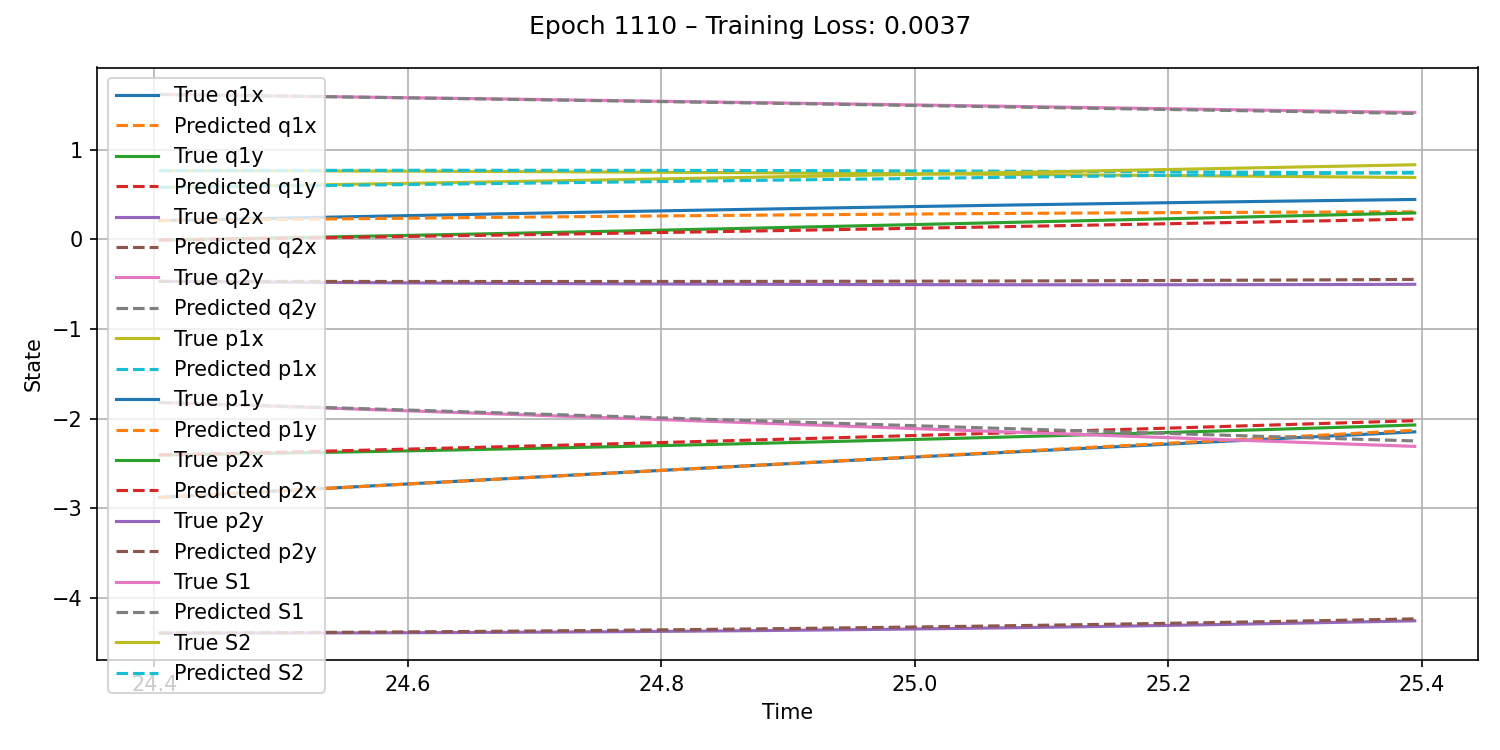 Epoch 1110 – Training Loss: 0.0037
True q1x
Predicted q1x
True q1y
Predicted q1y
True q2x
Predicted q2x
True q2y
Predicted q2y
True p1x
Predicted p1x
True p1y
Predicted p1y
True p2x
Predicted p2x
True p2y
Predicted p2y
True S1
Predicted S1
True S2
Predicted S2
1
0
−1
−2
−3
−4
State
24.4 24.6 24.8 25.0 25.2 25.4
Time